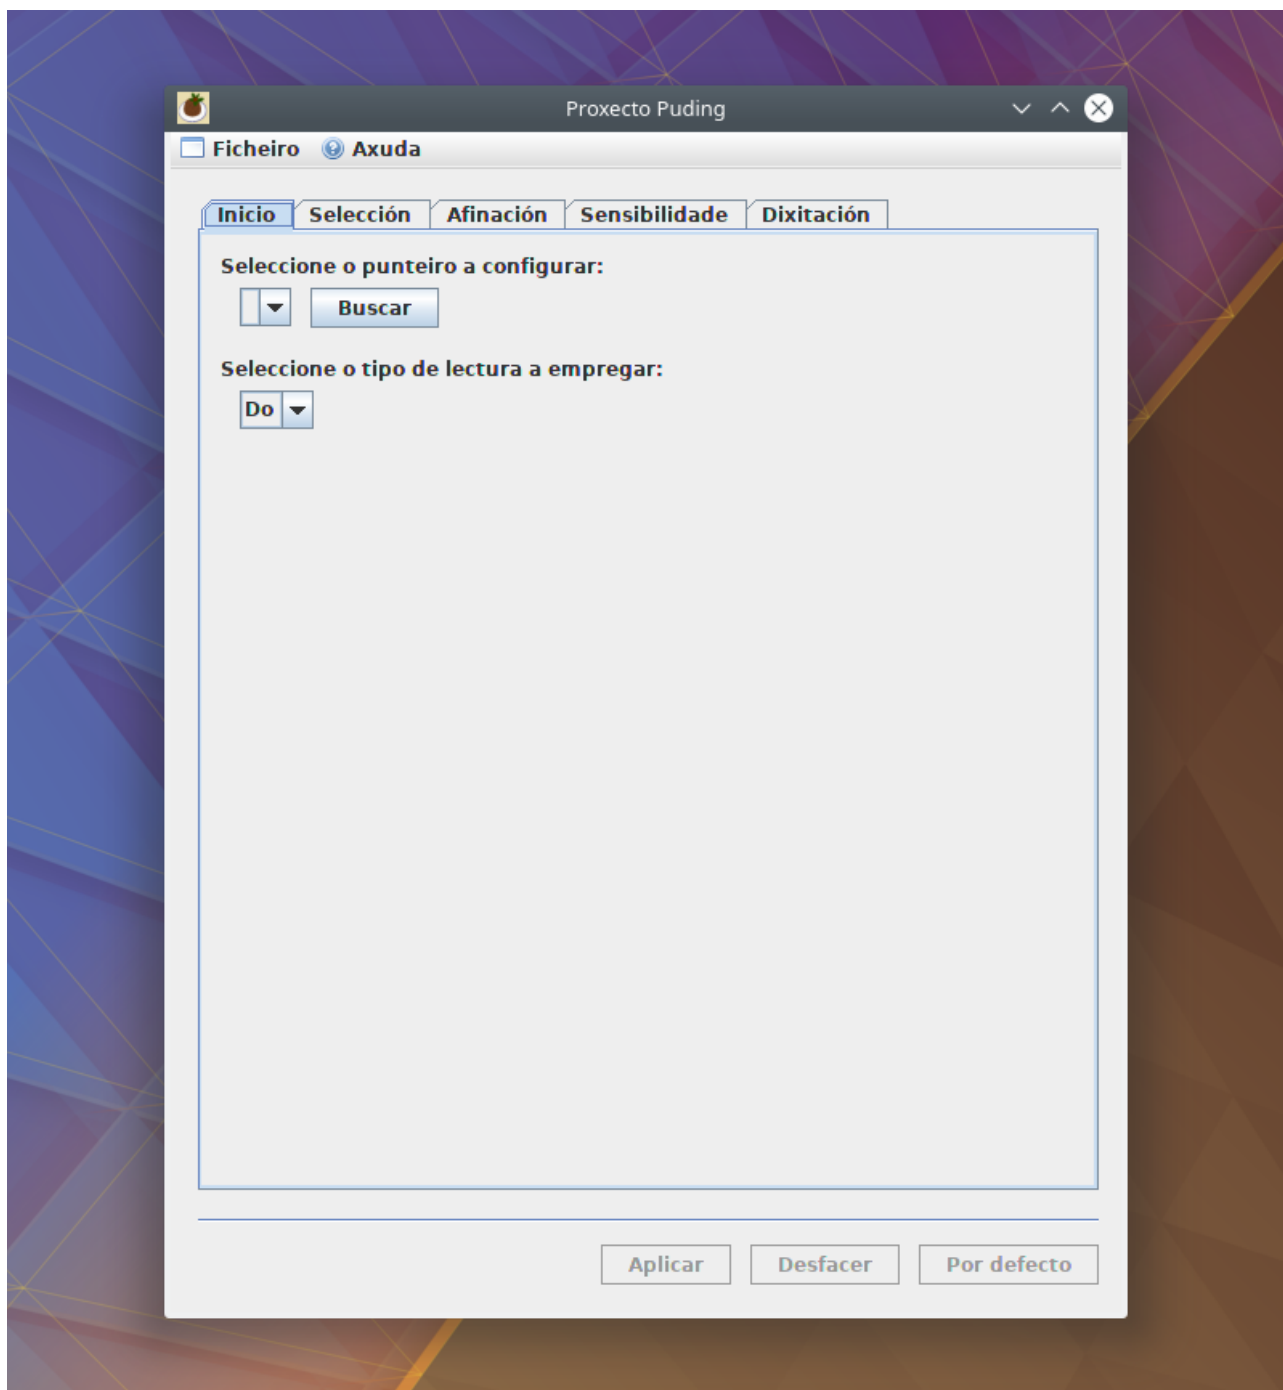 Proxecto Puding
Ficheiro Axuda
Inicio Selección Afinación Sensibilidade Dixitación
Seleccione o punteiro a configurar:
Buscar
Seleccione o tipo de lectura a empregar:
Do
Aplicar Desfacer Por defecto